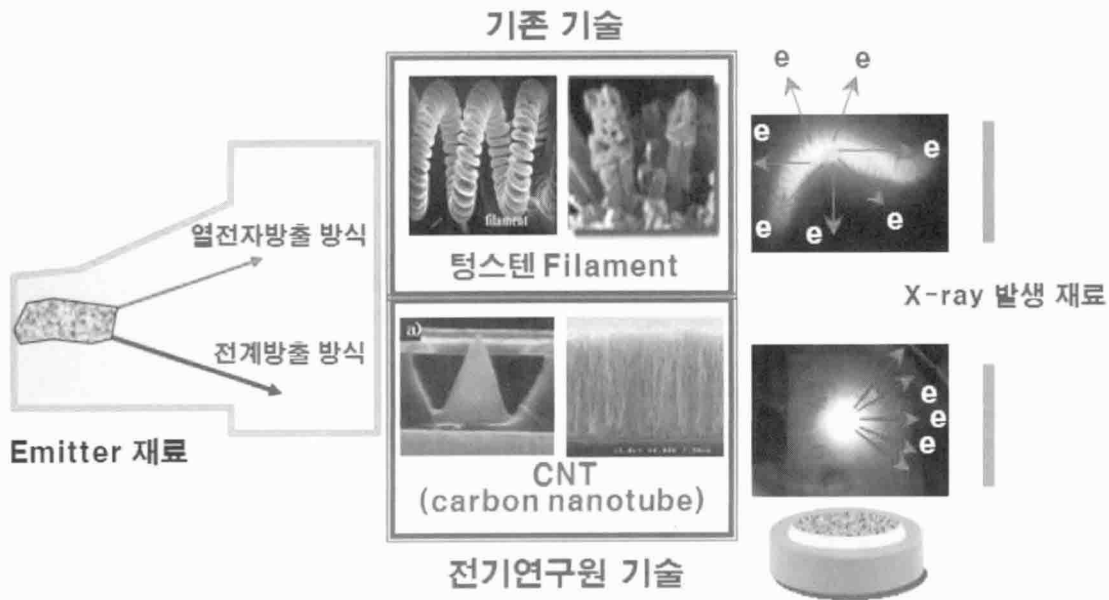 기존 기술
e e
e e
e e e
filament
열전자방출 방식
텅스텐 Filament
X-ray 발생 재료
a)
전계방출 방식
e
e
e
Emitter 재료
CNT
(carbon nanotube)
전기연구원 기술